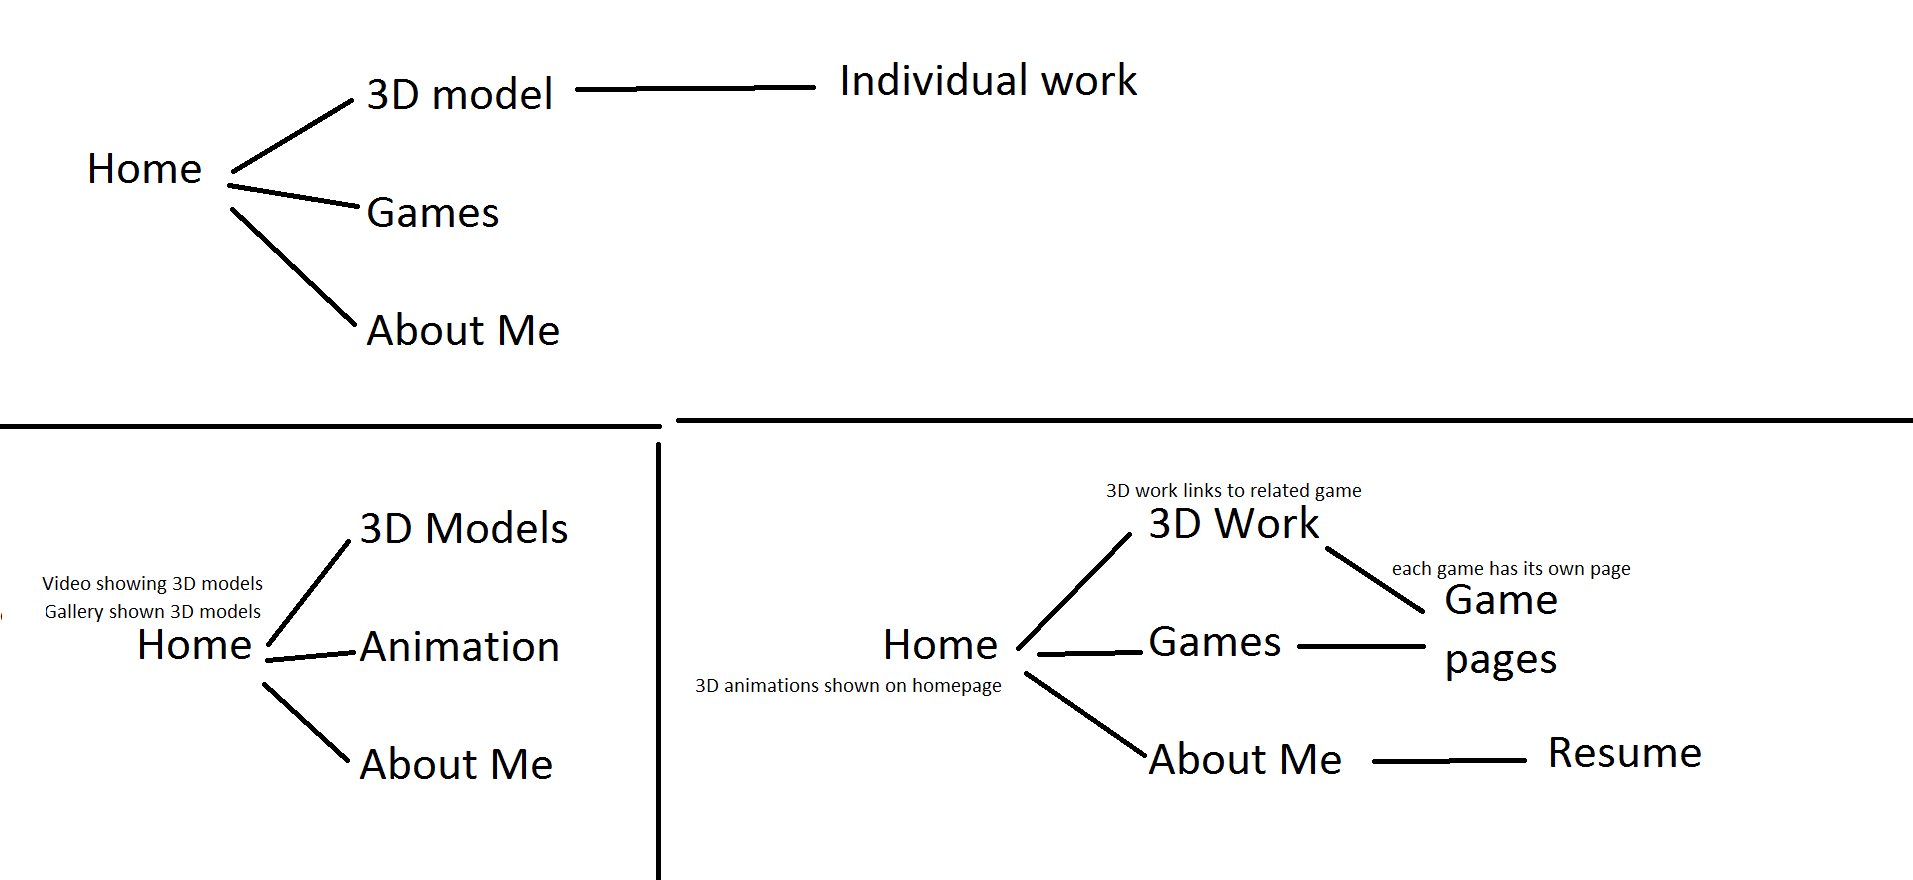 3D model
Individual work
Home
Games
About Me
3D Models
Video showing 3D models
Gallery shown 3D models
Home
Animation
About Me
3D work links to related game
3D Work
each game has its own page
Game
pages
Home
Games
3D animations shown on homepage
About Me
Resume